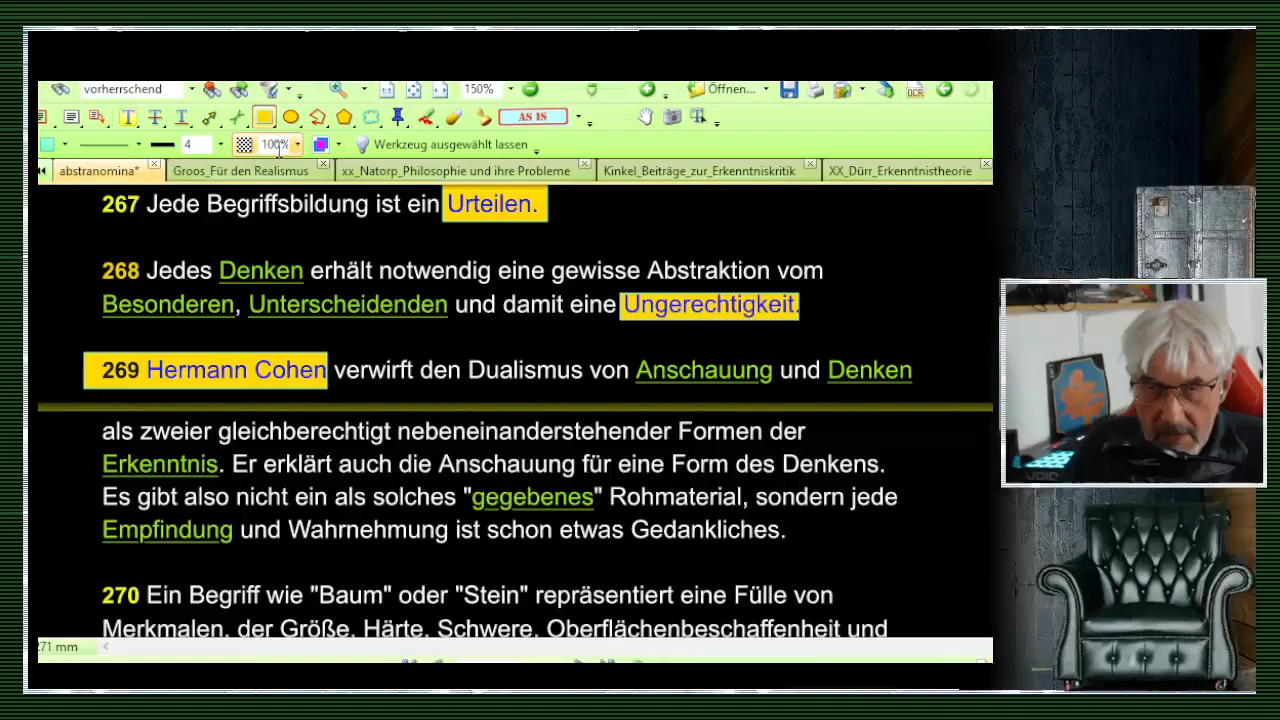 vorherrschend 150% Öffnen... OCR
AS IS
4 100% Werkzeug ausgewählt lassen
abstranomina* Groos_Für den Realismus xx_Natorp_Philosophie und ihre Probleme Kinkel_Beiträge_zur_Erkenntniskritik XX_Dürr_Erkenntnistheorie
267 Jede Begriffsbildung ist ein Urteilen.
268 Jedes Denken erhält notwendig eine gewisse Abstraktion vom
Besonderen, Unterscheidenden und damit eine Ungerechtigkeit.
269 Hermann Cohen verwirft den Dualismus von Anschauung und Denken
als zweier gleichberechtigt nebeneinanderstehender Formen der
Erkenntnis. Er erklärt auch die Anschauung für eine Form des Denkens.
Es gibt also nicht ein als solches "gegebenes" Rohmaterial, sondern jede
Empfindung und Wahrnehmung ist schon etwas Gedankliches.
270 Ein Begriff wie "Baum" oder "Stein" repräsentiert eine Fülle von
Merkmalen, der Größe, Härte, Schwere, Oberflächenbeschaffenheit und
71 mm